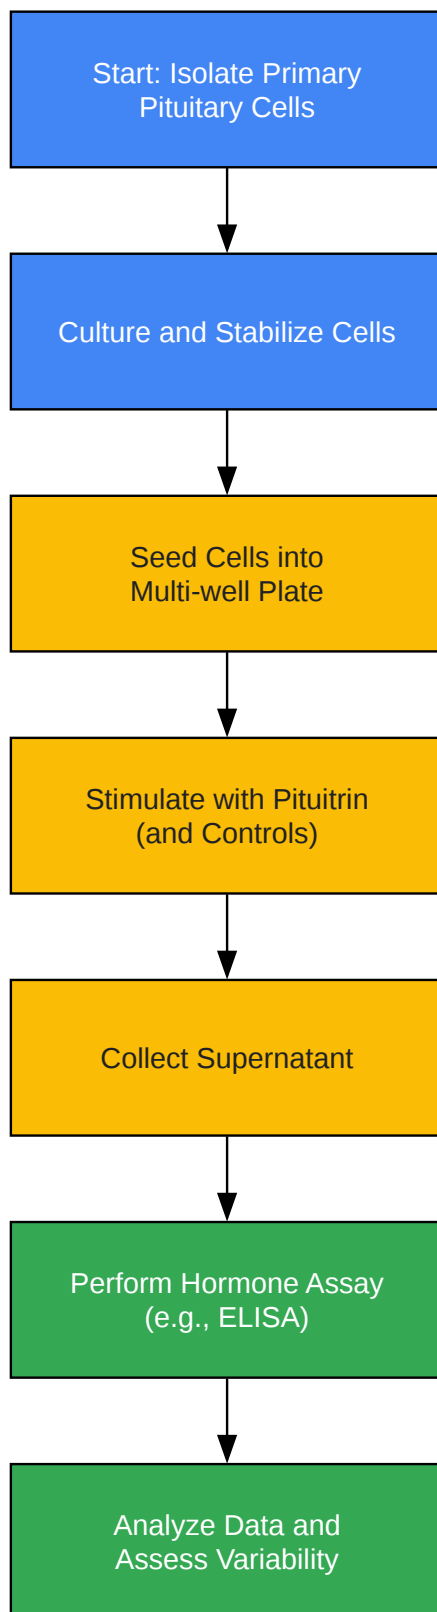 Start: Isolate Primary
Pituitary Cells
Culture and Stabilize Cells
Seed Cells into
Multi-well Plate
Stimulate with Pituitrin
(and Controls)
Collect Supernatant
Perform Hormone Assay
(e.g., ELISA)
Analyze Data and
Assess Variability